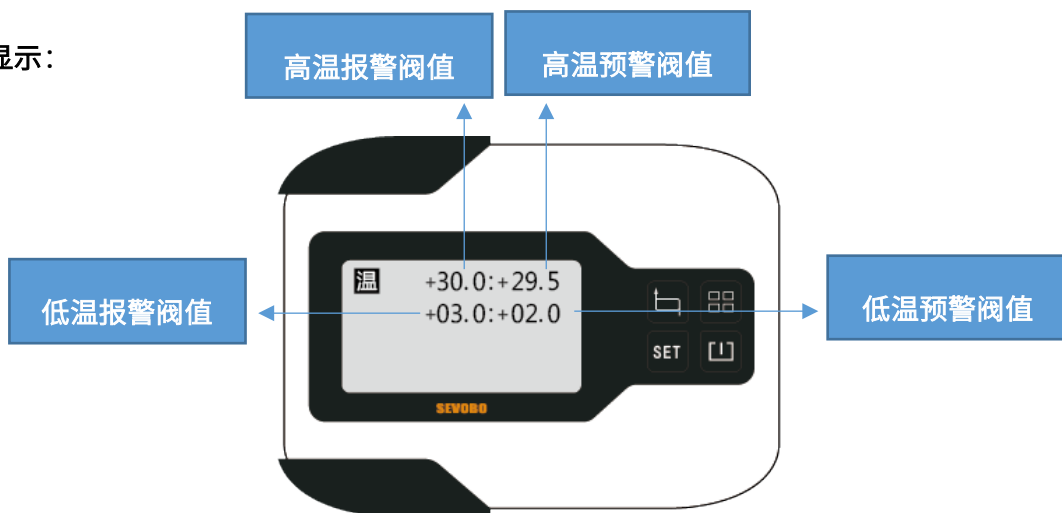 显示：
高温报警阀值
高温预警阀值
低温报警阀值
低温预警阀值
温 +30.0:+29.5
+03.0:+02.0
SET
SEVOBO